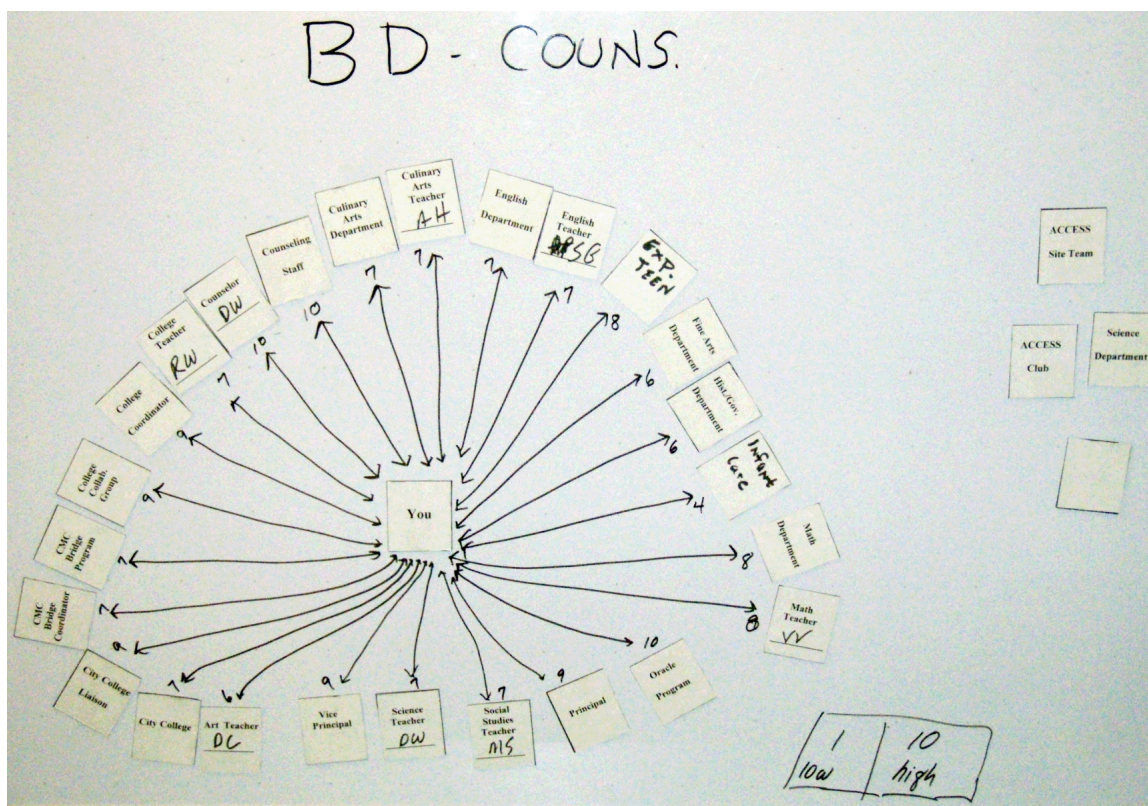 BD - COUNS.
Culinary
Arts
Department
7
Culinary
Arts
Teacher
AH
7
English
Department
7
English
Teacher
SB
7
EXP.
TEEN
8
Fine Arts
Department
6
Hist./Gov.
Department
6
Infant
Care
4
Math
Department
8
Math
Teacher
VV
8
Oracle
Program
10
Principal
9
Social
Studies
Teacher
MS
7
Science
Teacher
DW
7
Vice
Principal
9
Art Teacher
DC
6
City College
7
City College
Liaison
9
CMC
Bridge
Coordinator
7
CMC
Bridge
Program
7
College
Collab.
Group
9
College
Coordinator
9
College
Teacher
RW
7
Counselor
DW
10
Counseling
Staff
10
You
ACCESS
Site Team
ACCESS
Club
Science
Department
1 10
low high